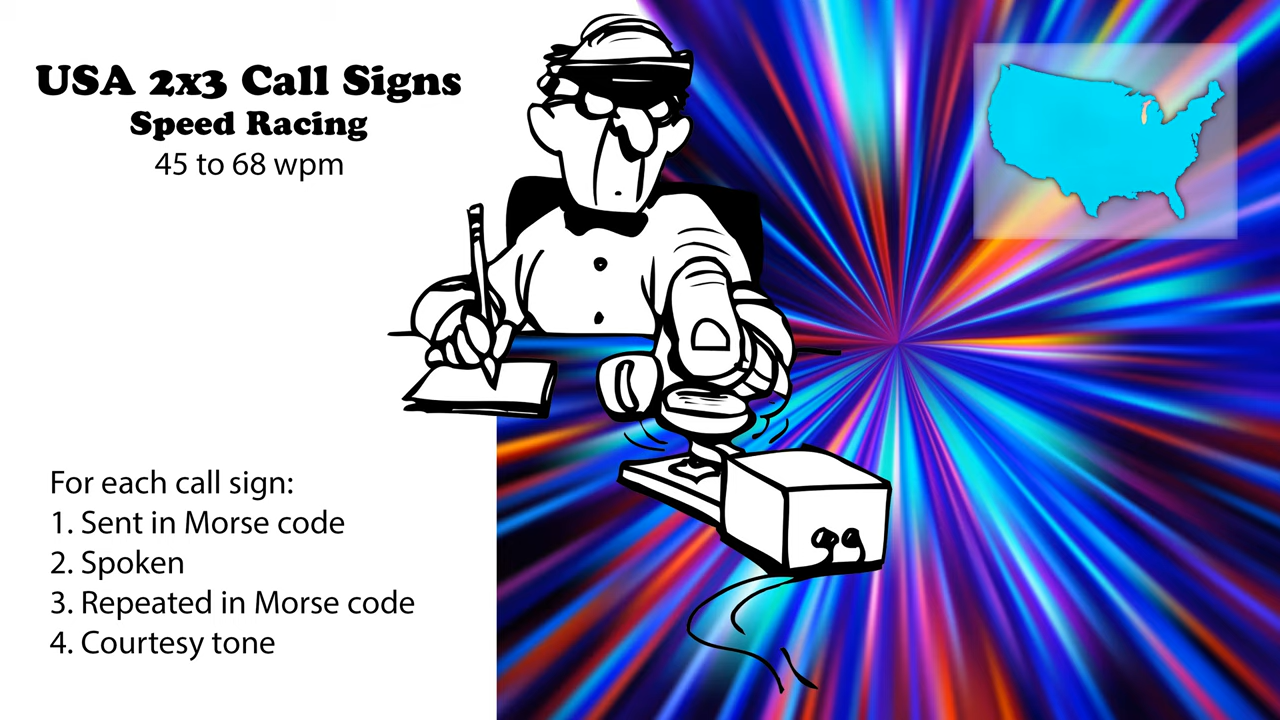 USA 2x3 Call Signs
Speed Racing
45 to 68 wpm
For each call sign:
1. Sent in Morse code
2. Spoken
3. Repeated in Morse code
4. Courtesy tone